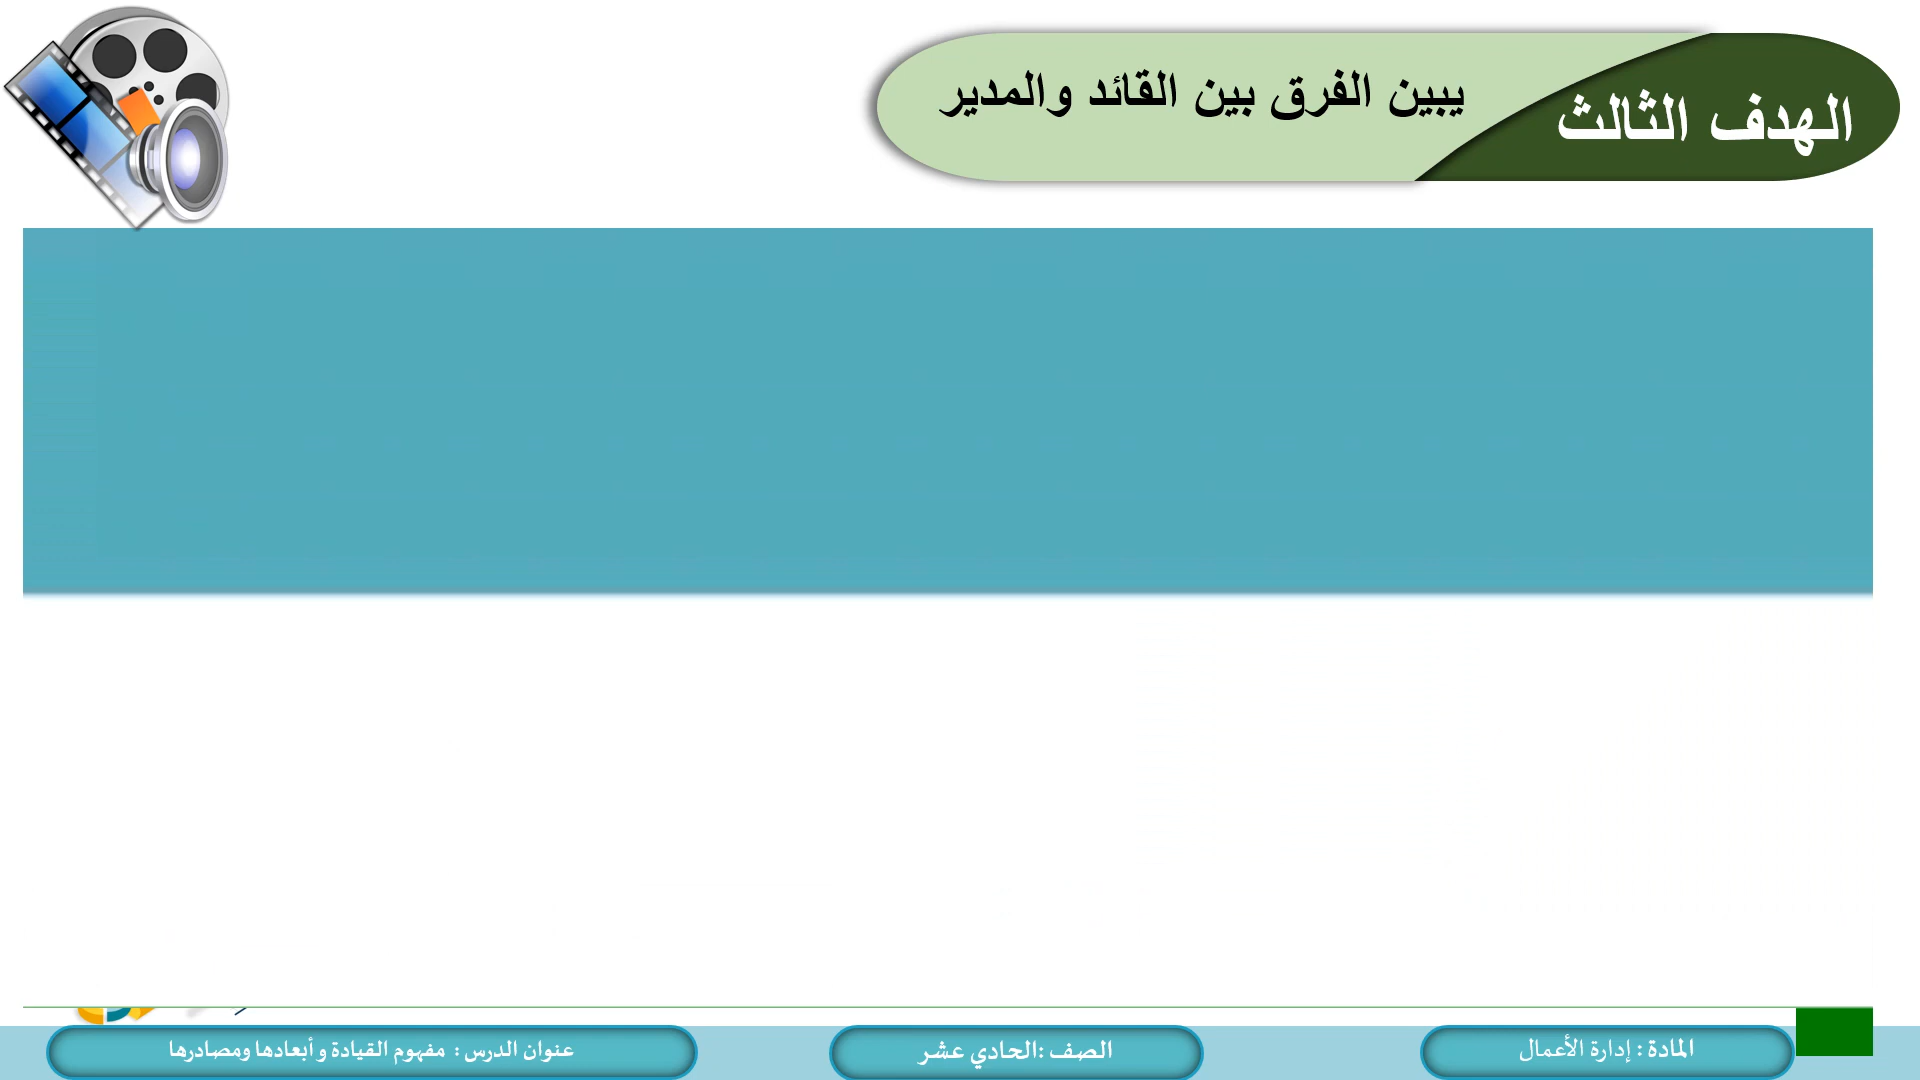 الهدف الثالث
يبين الفرق بين القائد والمدير
المادة : إدارة الأعمال
الصف :الحادي عشر
عنوان الدرس : مفهوم القيادة و أبعادها ومصادرها